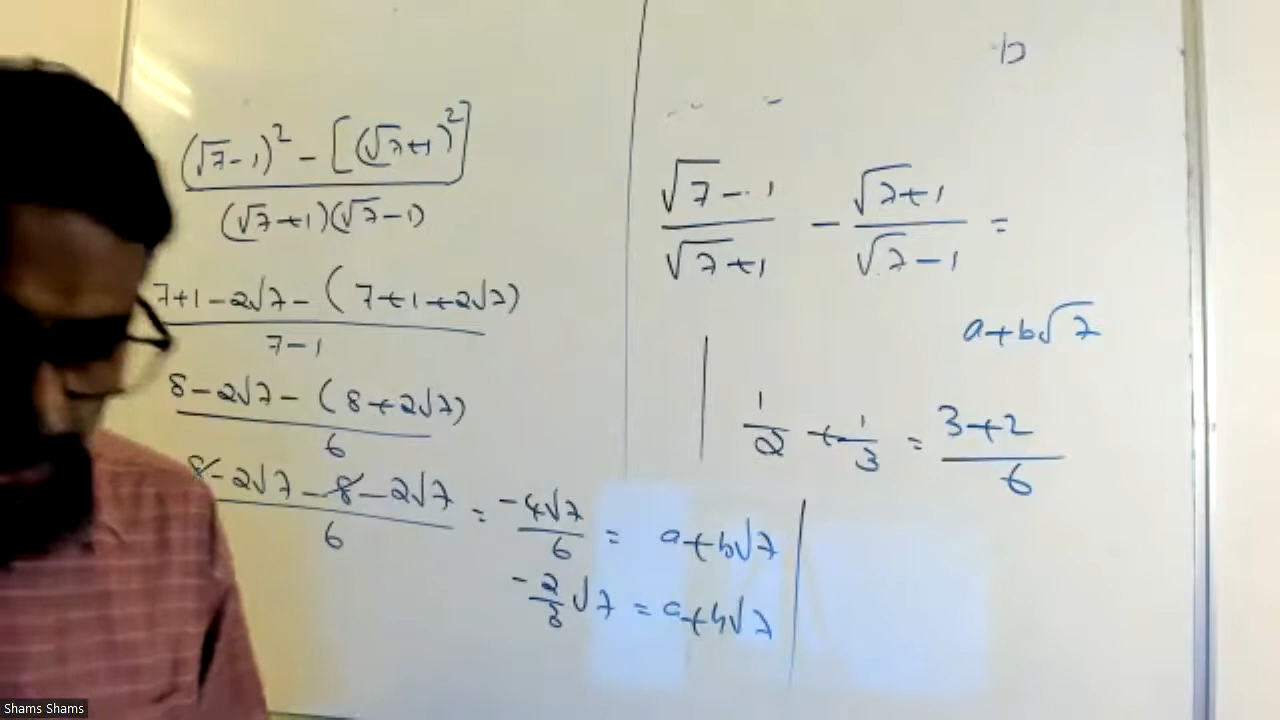 (√7-1)² - [(√7+1)²]
(√7+1)(√7-1)
7+1-2√7-(7+1+2√7)
7-1
8-2√7-(8+2√7)
6
8-2√7-8-2√7 = -4√7 = a+b√7
6 6
-2/3 √7 = a+b√7
b
√7-1 - √7+1 =
√7+1 √7-1
a+b√7
1/2 + 1/3 = 3+2
6
Shams Shams